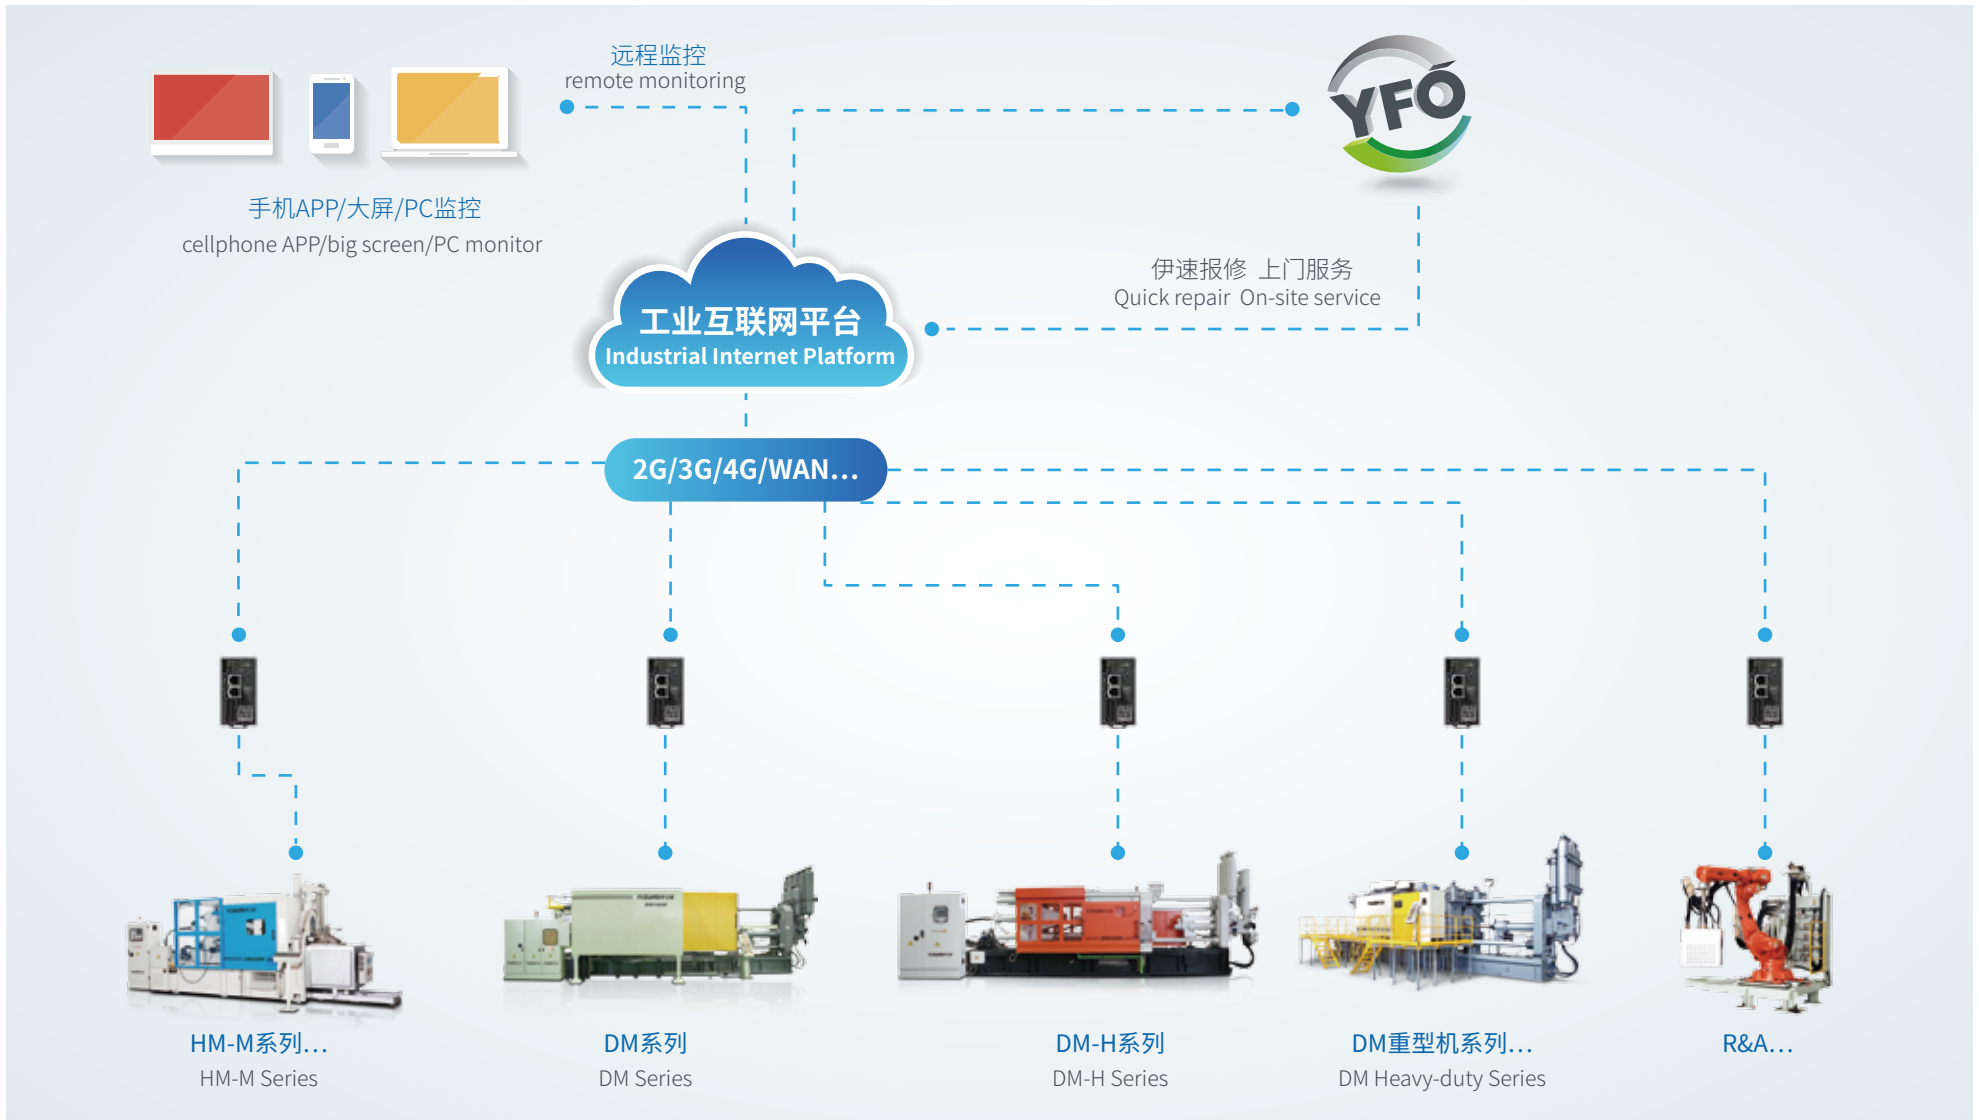 远程监控
remote monitoring
YFO
手机APP/大屏/PC监控
cellphone APP/big screen/PC monitor
伊速报修 上门服务
Quick repair On-site service
工业互联网平台
Industrial Internet Platform
2G/3G/4G/WAN...
HM-M系列...
HM-M Series
DM系列
DM Series
DM-H系列
DM-H Series
DM重型机系列...
DM Heavy-duty Series
R&A...